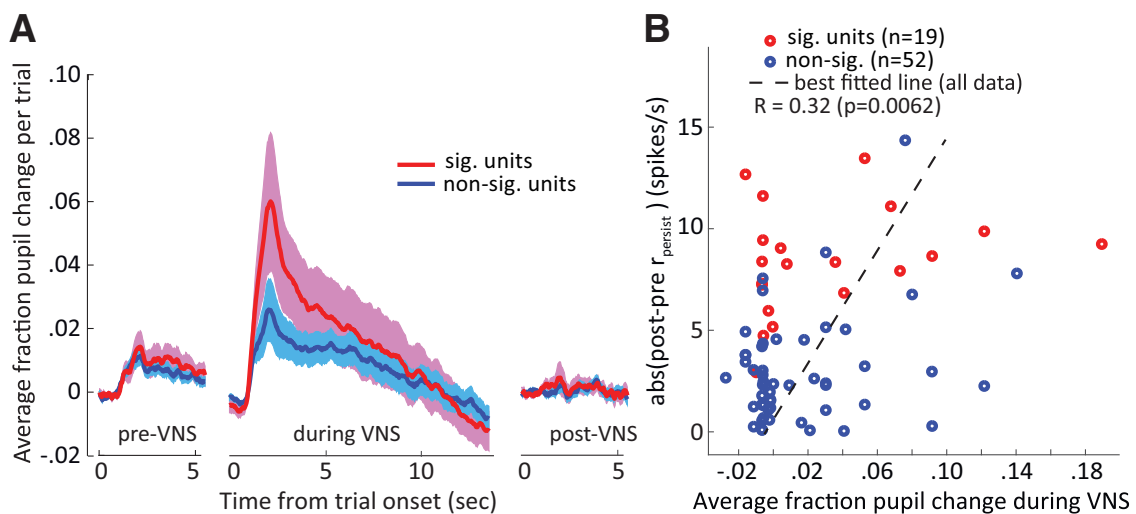 A
Average fraction pupil change per trial
.10
.08
.06
.04
.02
0
-.02
sig. units
non-sig. units
pre-VNS
during VNS
post-VNS
0 5
0 5 10
0 5
Time from trial onset (sec)
B
sig. units (n=19)
non-sig. (n=52)
best fitted line (all data)
R = 0.32 (p=0.0062)
abs(post-pre r_persist) (spikes/s)
15
10
5
0
-.02 .02 .06 .10 .14 .18
Average fraction pupil change during VNS